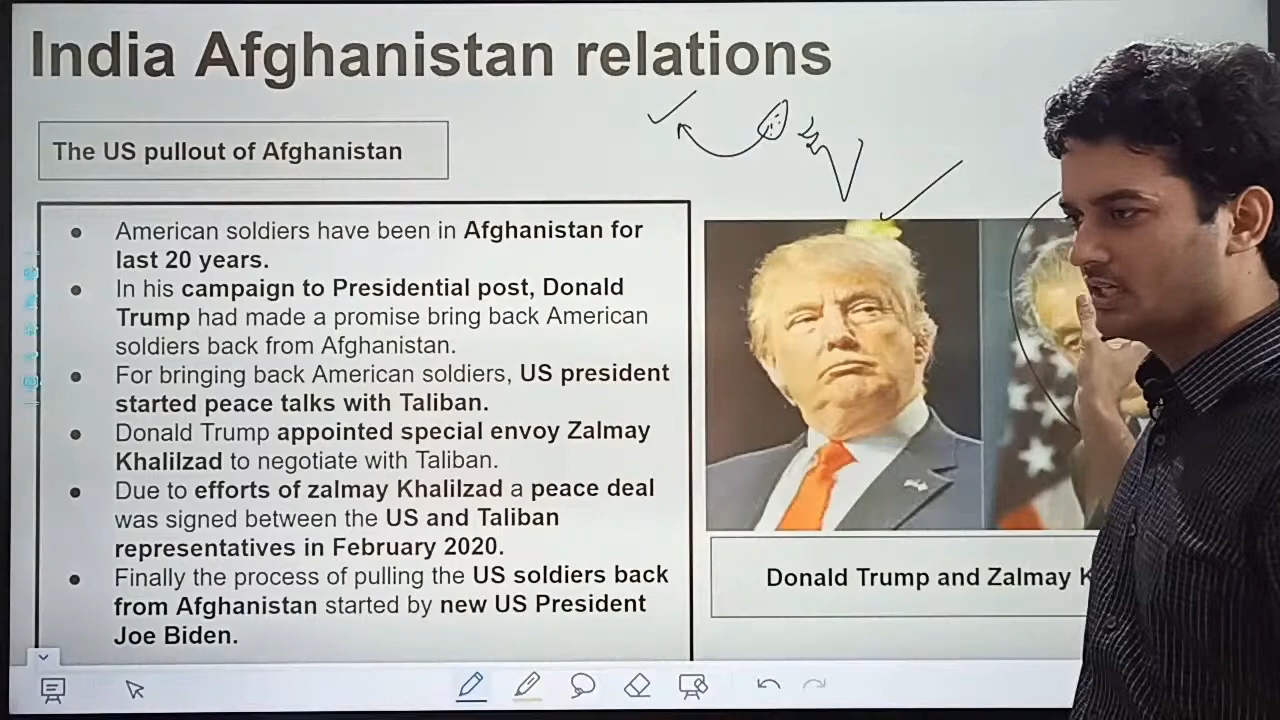 India Afghanistan relations
The US pullout of Afghanistan
American soldiers have been in Afghanistan for
last 20 years.
In his campaign to Presidential post, Donald
Trump had made a promise bring back American
soldiers back from Afghanistan.
For bringing back American soldiers, US president
started peace talks with Taliban.
Donald Trump appointed special envoy Zalmay
Khalilzad to negotiate with Taliban.
Due to efforts of zalmay Khalilzad a peace deal
was signed between the US and Taliban
representatives in February 2020.
Finally the process of pulling the US soldiers back
from Afghanistan started by new US President
Joe Biden.
Donald Trump and Zalmay